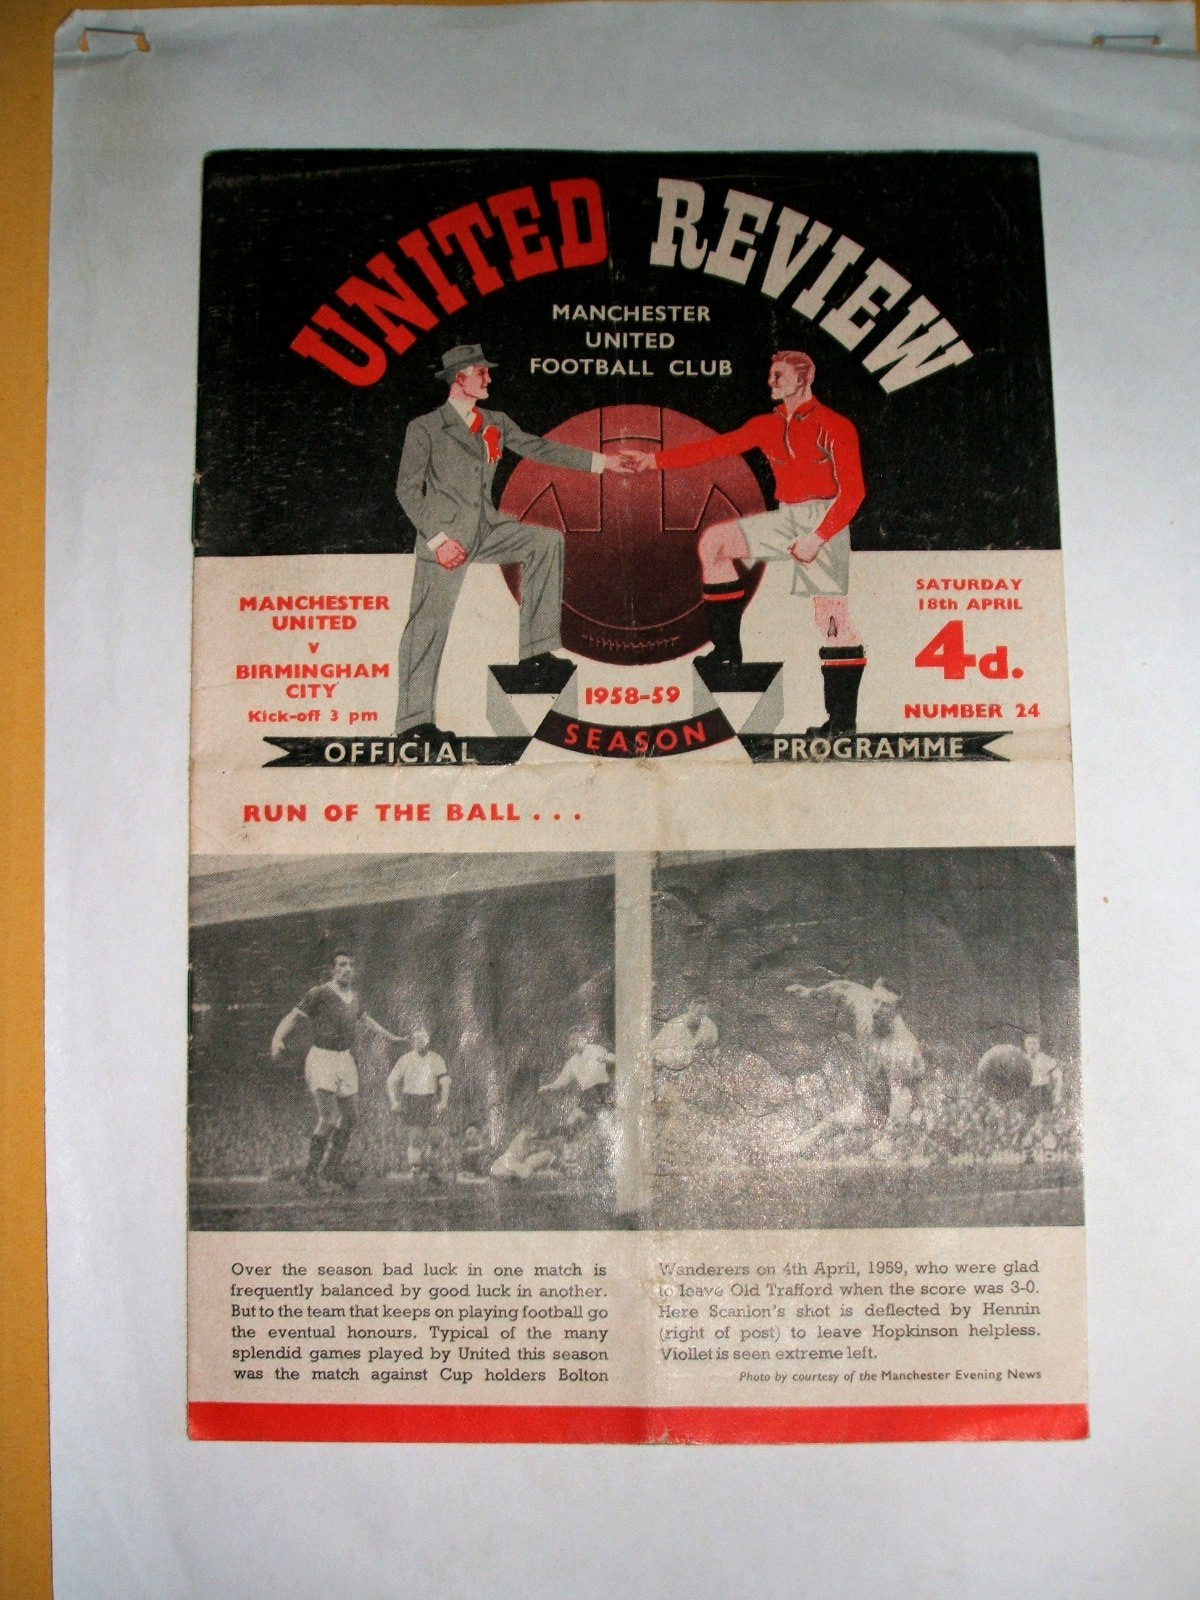 UNITED REVIEW
MANCHESTER
UNITED
FOOTBALL CLUB
MANCHESTER
UNITED
v
BIRMINGHAM
CITY
Kick-off 3 pm
SATURDAY
18th APRIL
4d.
NUMBER 24
1958-59
SEASON
OFFICIAL PROGRAMME
RUN OF THE BALL . . .
Over the season bad luck in one match is
frequently balanced by good luck in another.
But to the team that keeps on playing football go
the eventual honours. Typical of the many
splendid games played by United this season
was the match against Cup holders Bolton
Wanderers on 4th April, 1959, who were glad
to leave Old Trafford when the score was 3-0.
Here Scanlon's shot is deflected by Hennin
(right of post) to leave Hopkinson helpless.
Viollet is seen extreme left.
Photo by courtesy of the Manchester Evening News